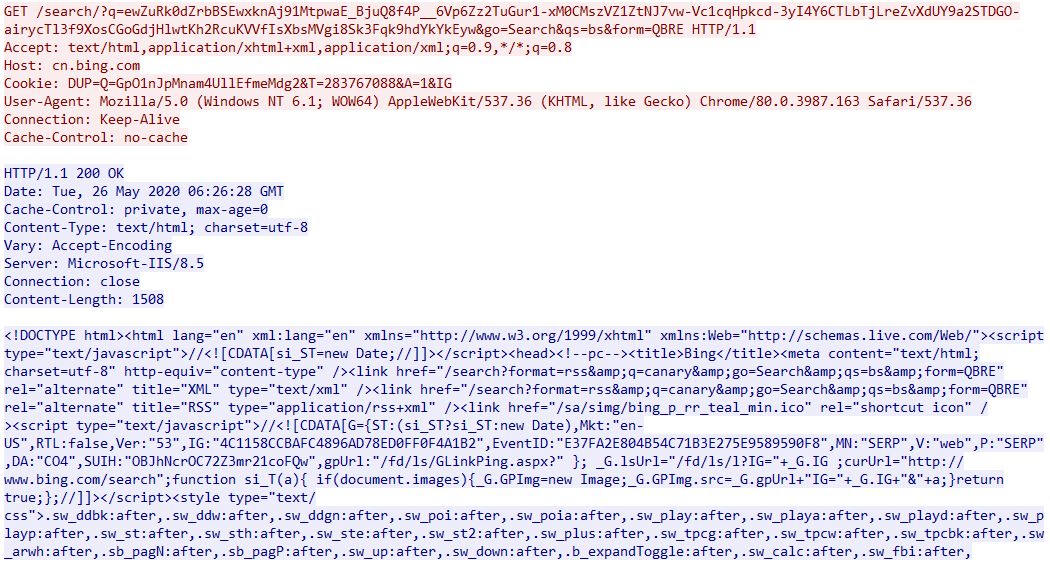 GET /search/?q=ewZuRk0dZrbBSEwxknAj91MtpwaE_BjuQ8f4P__6Vp6Zz2TuGur1-xM0CMszVZ1ZtNJ7vw-Vc1cqHpkcd-3yI4Y6CTLbTjLreZvXdUY9a2STDGO-
airycTl3f9XosCGoGdjHlwtKh2RcuKVVfIsXbsMVgi8Sk3Fqk9hdYkYkEyw&go=Search&qs=bs&form=QBRE HTTP/1.1
Accept: text/html,application/xhtml+xml,application/xml;q=0.9,*/*;q=0.8
Host: cn.bing.com
Cookie: DUP=Q=GpO1nJpMnam4UllEfmeMdg2&T=283767088&A=1&IG
User-Agent: Mozilla/5.0 (Windows NT 6.1; WOW64) AppleWebKit/537.36 (KHTML, like Gecko) Chrome/80.0.3987.163 Safari/537.36
Connection: Keep-Alive
Cache-Control: no-cache
HTTP/1.1 200 OK
Date: Tue, 26 May 2020 06:26:28 GMT
Cache-Control: private, max-age=0
Content-Type: text/html; charset=utf-8
Vary: Accept-Encoding
Server: Microsoft-IIS/8.5
Connection: close
Content-Length: 1508
<!DOCTYPE html><html lang="en" xml:lang="en" xmlns="http://www.w3.org/1999/xhtml" xmlns:Web="http://schemas.live.com/Web/"><script
type="text/javascript">//<![CDATA[si_ST=new Date;//]]></script><head><!--pc--><title>Bing</title><meta content="text/html;
charset=utf-8" http-equiv="content-type" /><link href="/search?format=rss&amp;q=canary&amp;go=Search&amp;qs=bs&amp;form=QBRE"
rel="alternate" title="XML" type="text/xml" /><link href="/search?format=rss&amp;q=canary&amp;go=Search&amp;qs=bs&amp;form=QBRE"
rel="alternate" title="RSS" type="application/rss+xml" /><link href="/sa/simg/bing_p_rr_teal_min.ico" rel="shortcut icon" /
><script type="text/javascript">//<![CDATA[G={ST:(si_ST?si_ST:new Date),Mkt:"en-
US",RTL:false,Ver:"53",IG:"4C1158CCBAFC4896AD78ED0FF0F4A1B2",EventID:"E37FA2E804B54C71B3E275E9589590F8",MN:"SERP",V:"web",P:"SERP"
,DA:"CO4",SUIH:"OBJhNcrOC72Z3mr21coFQw",gpUrl:"/fd/ls/GLinkPing.aspx?" }; _G.lsUrl="/fd/ls/l?IG="+_G.IG ;curUrl="http://
www.bing.com/search";function si_T(a){ if(document.images){_G.GPImg=new Image;_G.GPImg.src=_G.gpUrl+"IG="+_G.IG+"&"+a;}return
true;};//]]></script><style type="text/
css">.sw_ddbk:after,.sw_ddw:after,.sw_ddgn:after,.sw_poi:after,.sw_poia:after,.sw_play:after,.sw_playa:after,.sw_playd:after,.sw_p
layp:after,.sw_st:after,.sw_sth:after,.sw_ste:after,.sw_st2:after,.sw_plus:after,.sw_tpcg:after,.sw_tpcw:after,.sw_tpcbk:after,.sw
_arwh:after,.sb_pagN:after,.sb_pagP:after,.sw_up:after,.sw_down:after,.b_expandToggle:after,.sw_calc:after,.sw_fbi:after,